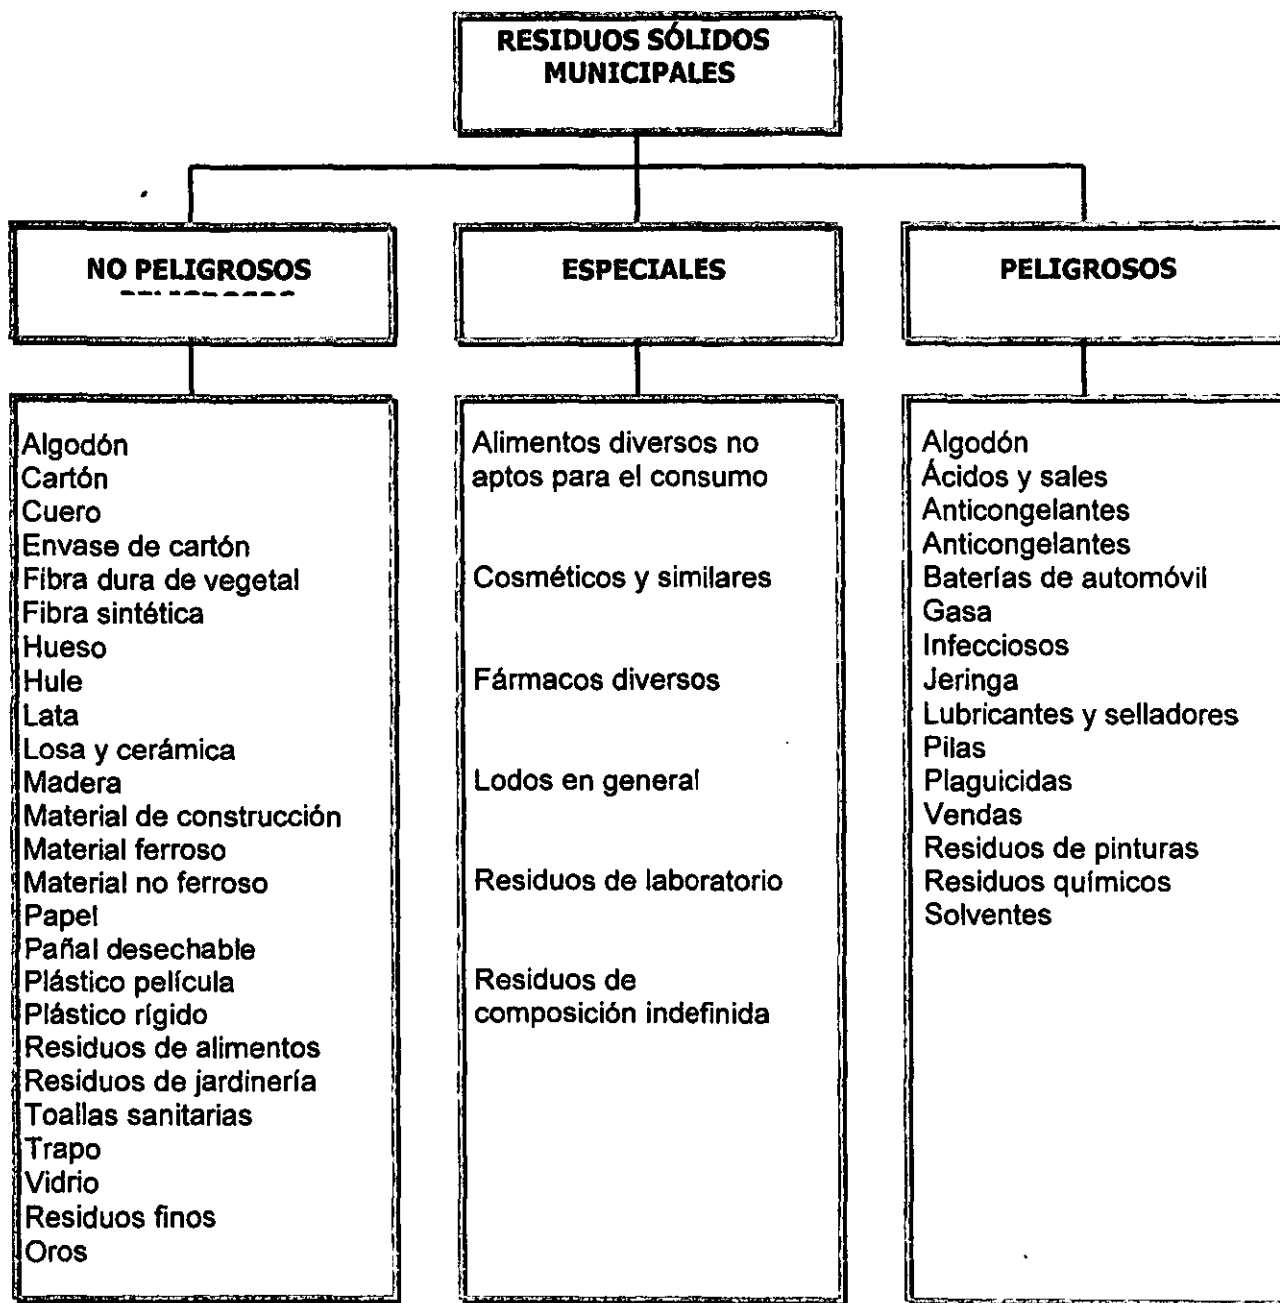 RESIDUOS SÓLIDOS
MUNICIPALES
NO PELIGROSOS
ESPECIALES
PELIGROSOS
Algodón
Cartón
Cuero
Envase de cartón
Fibra dura de vegetal
Fibra sintética
Hueso
Hule
Lata
Losa y cerámica
Madera
Material de construcción
Material ferroso
Material no ferroso
Papel
Pañal desechable
Plástico película
Plástico rígido
Residuos de alimentos
Residuos de jardinería
Toallas sanitarias
Trapo
Vidrio
Residuos finos
Oros
Alimentos diversos no
aptos para el consumo
Cosméticos y similares
Fármacos diversos
Lodos en general
Residuos de laboratorio
Residuos de
composición indefinida
Algodón
Ácidos y sales
Anticongelantes
Anticongelantes
Baterías de automóvil
Gasa
Infecciosos
Jeringa
Lubricantes y selladores
Pilas
Plaguicidas
Vendas
Residuos de pinturas
Residuos químicos
Solventes